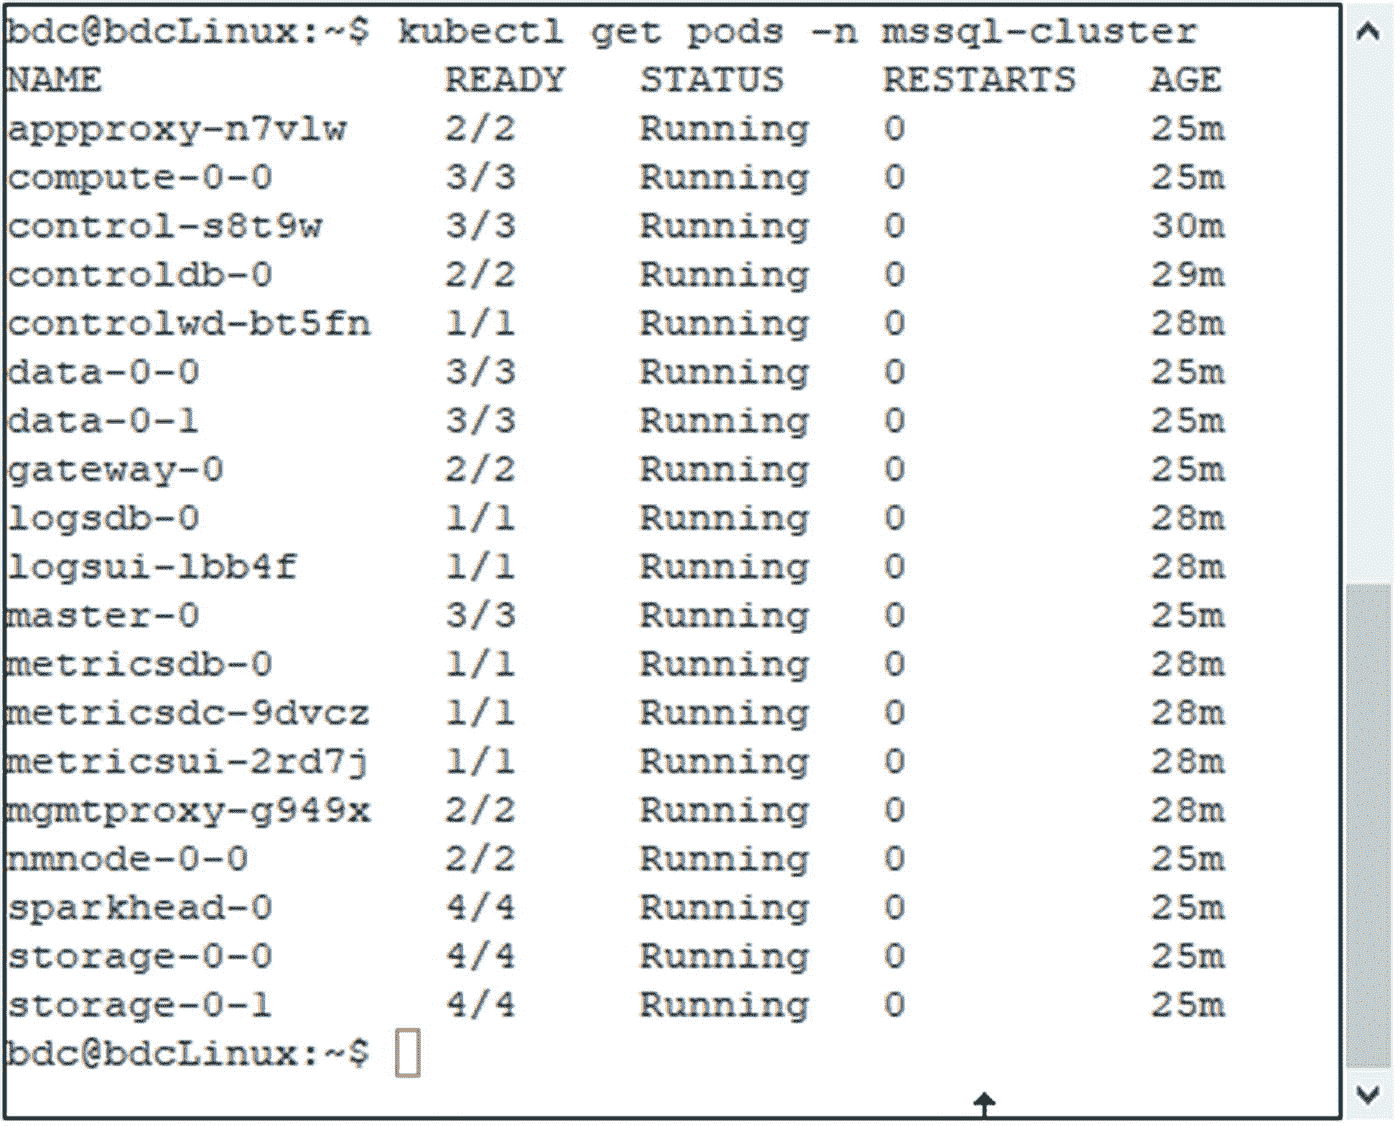 bdc@bdcLinux:~$ kubectl get pods -n mssql-cluster
NAME READY STATUS RESTARTS AGE
appproxy-n7vlw 2/2 Running 0 25m
compute-0-0 3/3 Running 0 25m
control-s8t9w 3/3 Running 0 30m
controldb-0 2/2 Running 0 29m
controlwd-bt5fn 1/1 Running 0 28m
data-0-0 3/3 Running 0 25m
data-0-1 3/3 Running 0 25m
gateway-0 2/2 Running 0 25m
logsdb-0 1/1 Running 0 28m
logsui-lbb4f 1/1 Running 0 28m
master-0 3/3 Running 0 25m
metricsdb-0 1/1 Running 0 28m
metricsdc-9dvcz 1/1 Running 0 28m
metricsui-2rd7j 1/1 Running 0 28m
mgmtproxy-g949x 2/2 Running 0 28m
nmnode-0-0 2/2 Running 0 25m
sparkhead-0 4/4 Running 0 25m
storage-0-0 4/4 Running 0 25m
storage-0-1 4/4 Running 0 25m
bdc@bdcLinux:~$